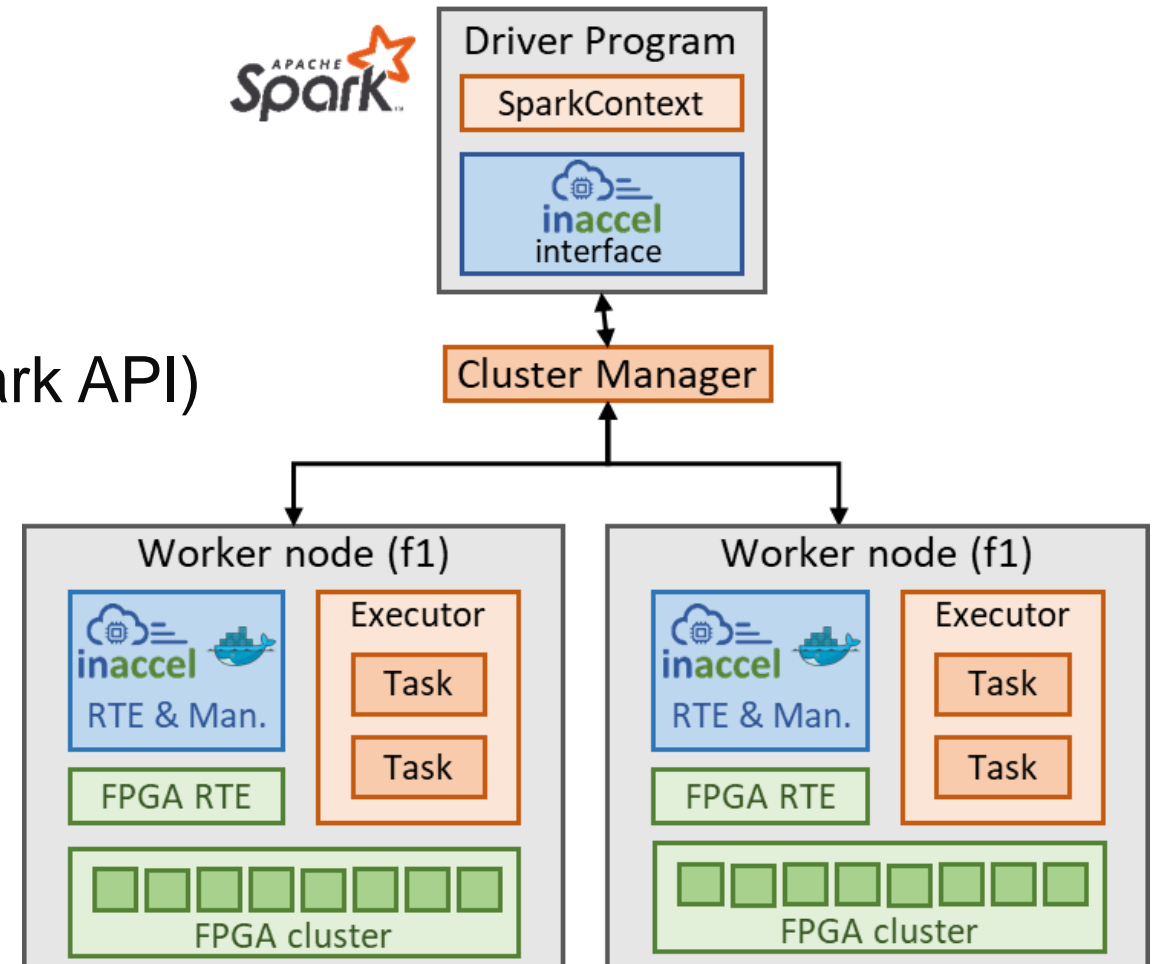 APACHE
Spark™
Driver Program
SparkContext
inaccel
interface
ark API)
Cluster Manager
Worker node (f1)
inaccel
RTE & Man.
Executor
Task
Task
FPGA RTE
FPGA cluster
Worker node (f1)
inaccel
RTE & Man.
Executor
Task
Task
FPGA RTE
FPGA cluster